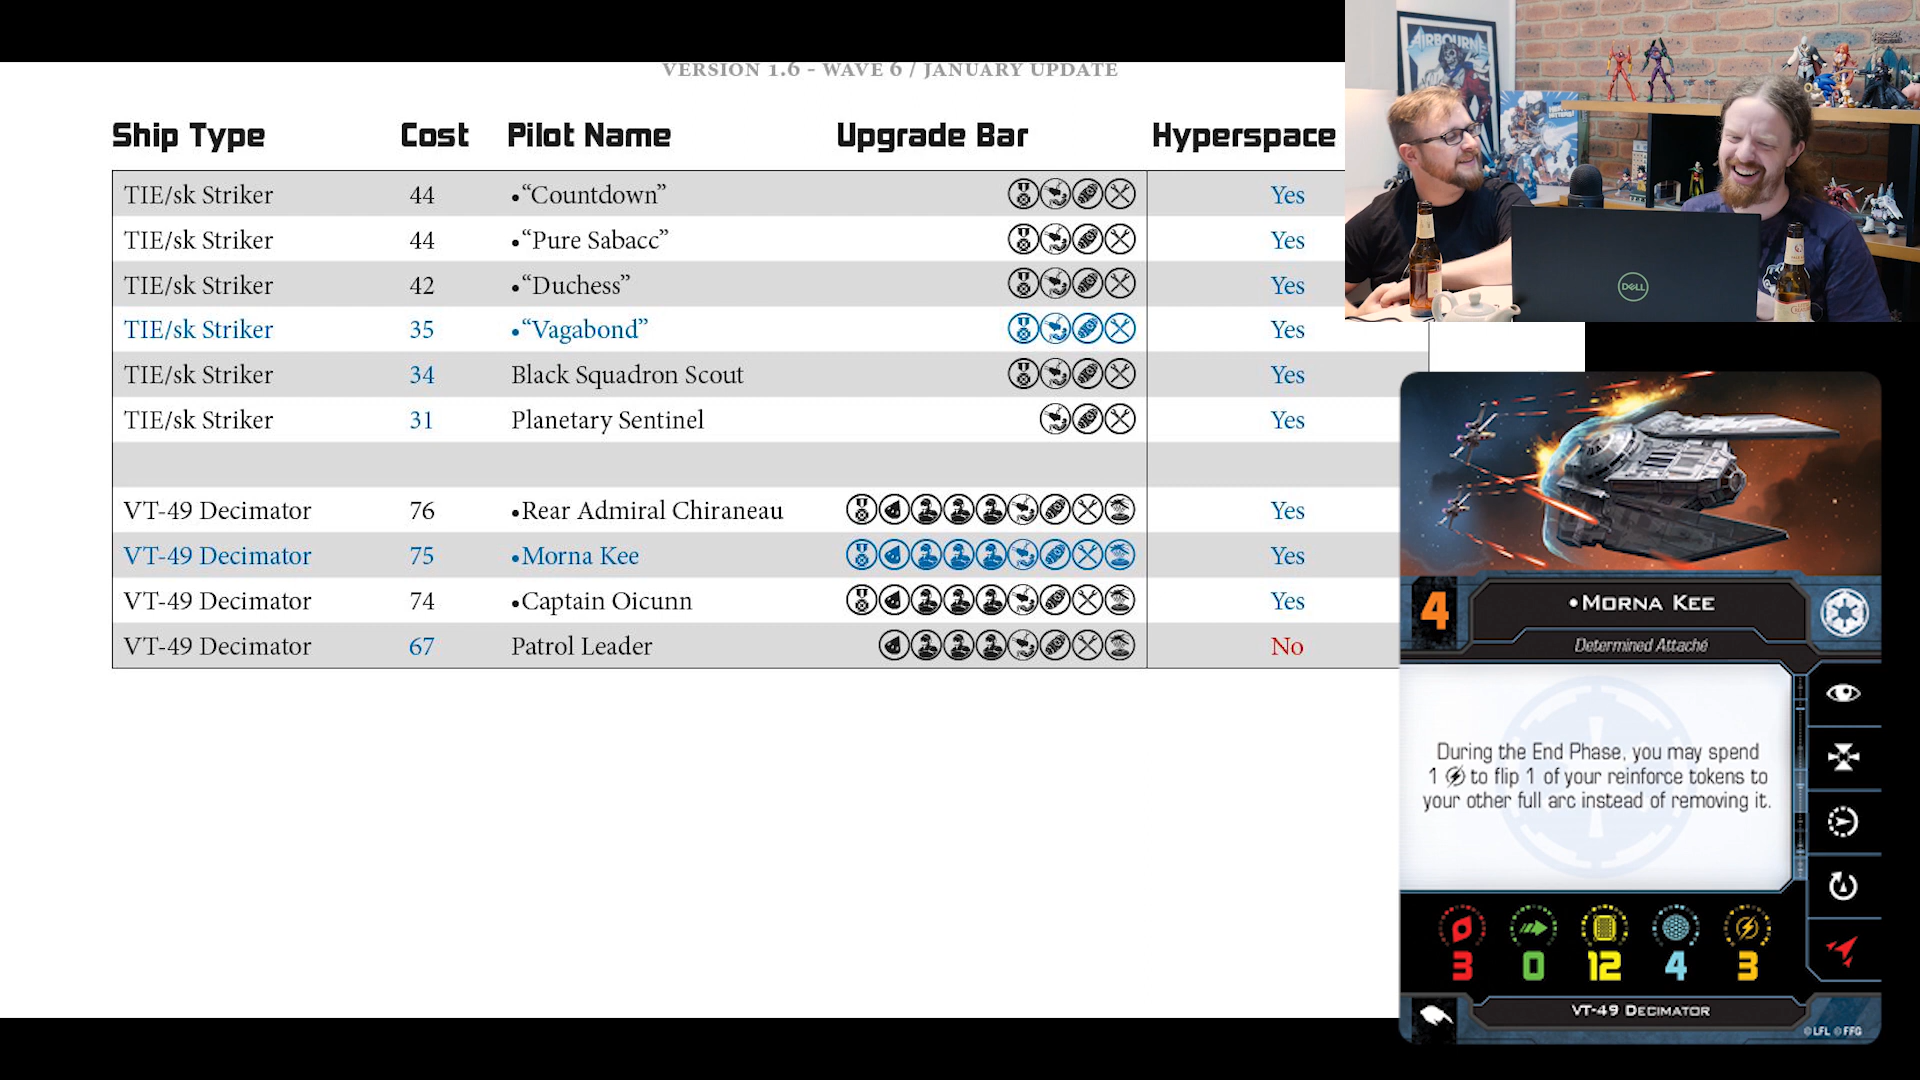 VERSION 1.6 - WAVE 6 / JANUARY UPDATE
Ship Type Cost Pilot Name Upgrade Bar Hyperspace
TIE/sk Striker 44 •“Countdown” Yes
TIE/sk Striker 44 •“Pure Sabacc” Yes
TIE/sk Striker 42 •“Duchess” Yes
TIE/sk Striker 35 •“Vagabond” Yes
TIE/sk Striker 34 Black Squadron Scout Yes
TIE/sk Striker 31 Planetary Sentinel Yes
VT-49 Decimator 76 •Rear Admiral Chiraneau Yes
VT-49 Decimator 75 •Morna Kee Yes
VT-49 Decimator 74 •Captain Oicunn Yes
VT-49 Decimator 67 Patrol Leader No
AIRBOURNE
DELL
4 •Morna Kee
Determined Attaché
During the End Phase, you may spend
1 to flip 1 of your reinforce tokens to
your other full arc instead of removing it.
3 0 12 4 3
VT-49 Decimator
©LFL ©FFG